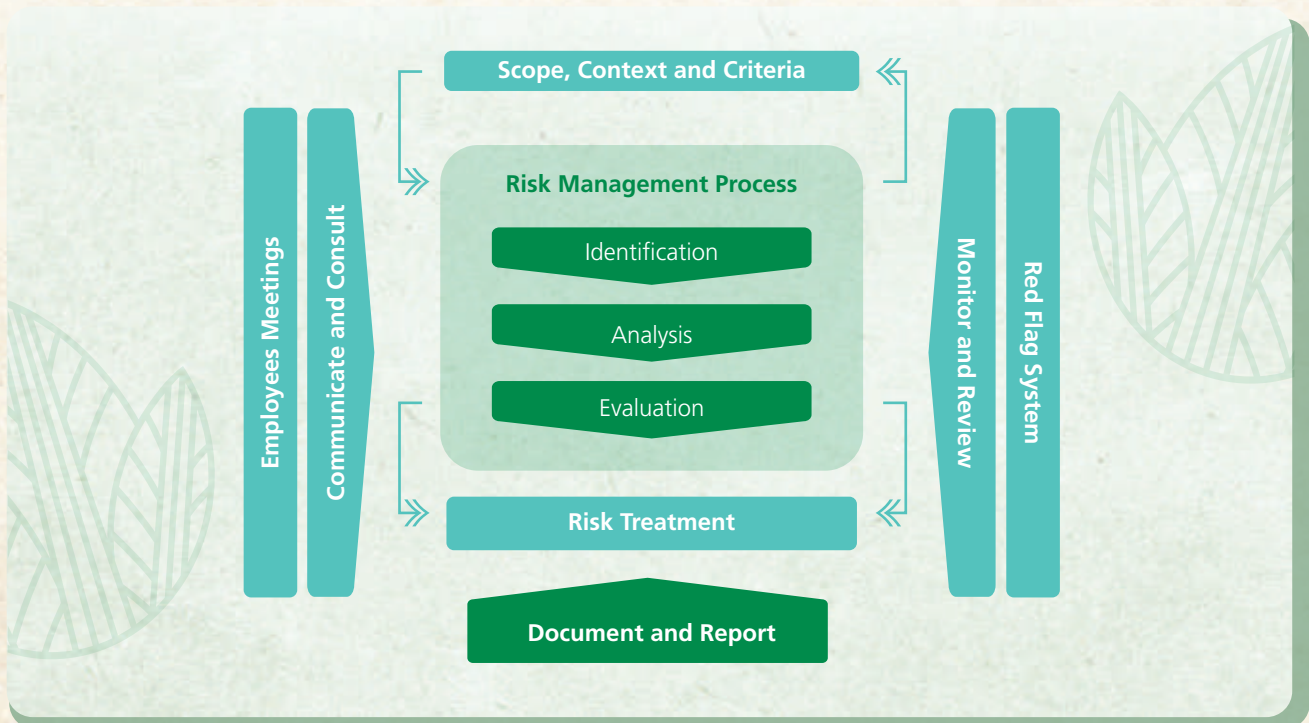 Scope, Context and Criteria
Employees Meetings
Communicate and Consult
Risk Management Process
Identification
Analysis
Evaluation
Monitor and Review
Red Flag System
Risk Treatment
Document and Report